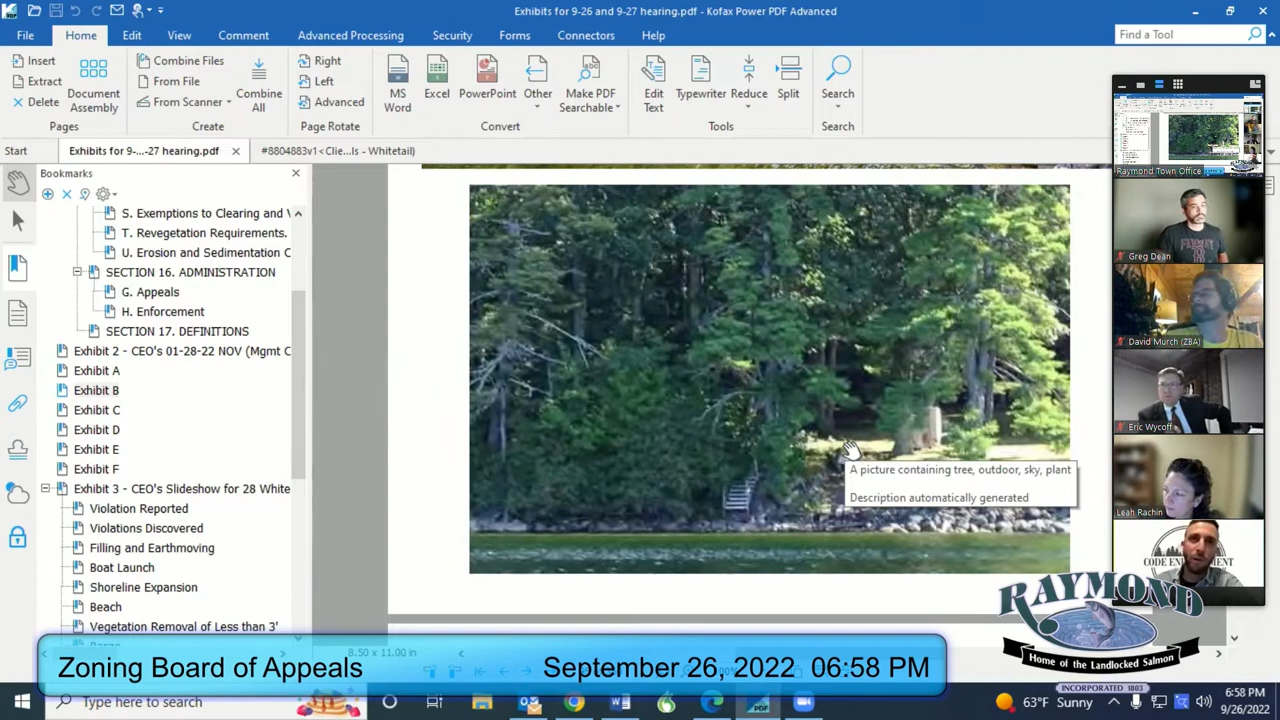 Exhibits for 9-26 and 9-27 hearing.pdf - Kofax Power PDF Advanced
File Home Edit View Comment Advanced Processing Security Forms Connectors Help
Find a Tool
Insert
Extract
Delete
Document Assembly
Pages
Combine Files
From File
From Scanner
Combine All
Create
Right
Left
Advanced
Page Rotate
MS Word
Excel
PowerPoint
Other
Make PDF Searchable
Convert
Edit Text
Typewriter
Reduce
Split
Tools
Search
Search
Start
Exhibits for 9-...-27 hearing.pdf
#8804883v1<Clie...ls - Whitetail
Bookmarks
S. Exemptions to Clearing and V
T. Revegetation Requirements.
U. Erosion and Sedimentation C
SECTION 16. ADMINISTRATION
G. Appeals
H. Enforcement
SECTION 17. DEFINITIONS
Exhibit 2 - CEO's 01-28-22 NOV (Mgmt C
Exhibit A
Exhibit B
Exhibit C
Exhibit D
Exhibit E
Exhibit F
Exhibit 3 - CEO's Slideshow for 28 White
Violation Reported
Violations Discovered
Filling and Earthmoving
Boat Launch
Shoreline Expansion
Beach
Vegetation Removal of Less than 3'
A picture containing tree, outdoor, sky, plant
Description automatically generated
8.50 x 11.00 in
Raymond Town Office
Greg Dean
David Murch (ZBA)
Eric Wycoff
Leah Rachin
RAYMOND
Home of the Landlocked Salmon
INCORPORATED 1803
Zoning Board of Appeals September 26, 2022 06:58 PM
Type here to search
63°F Sunny
6:58 PM
9/26/2022